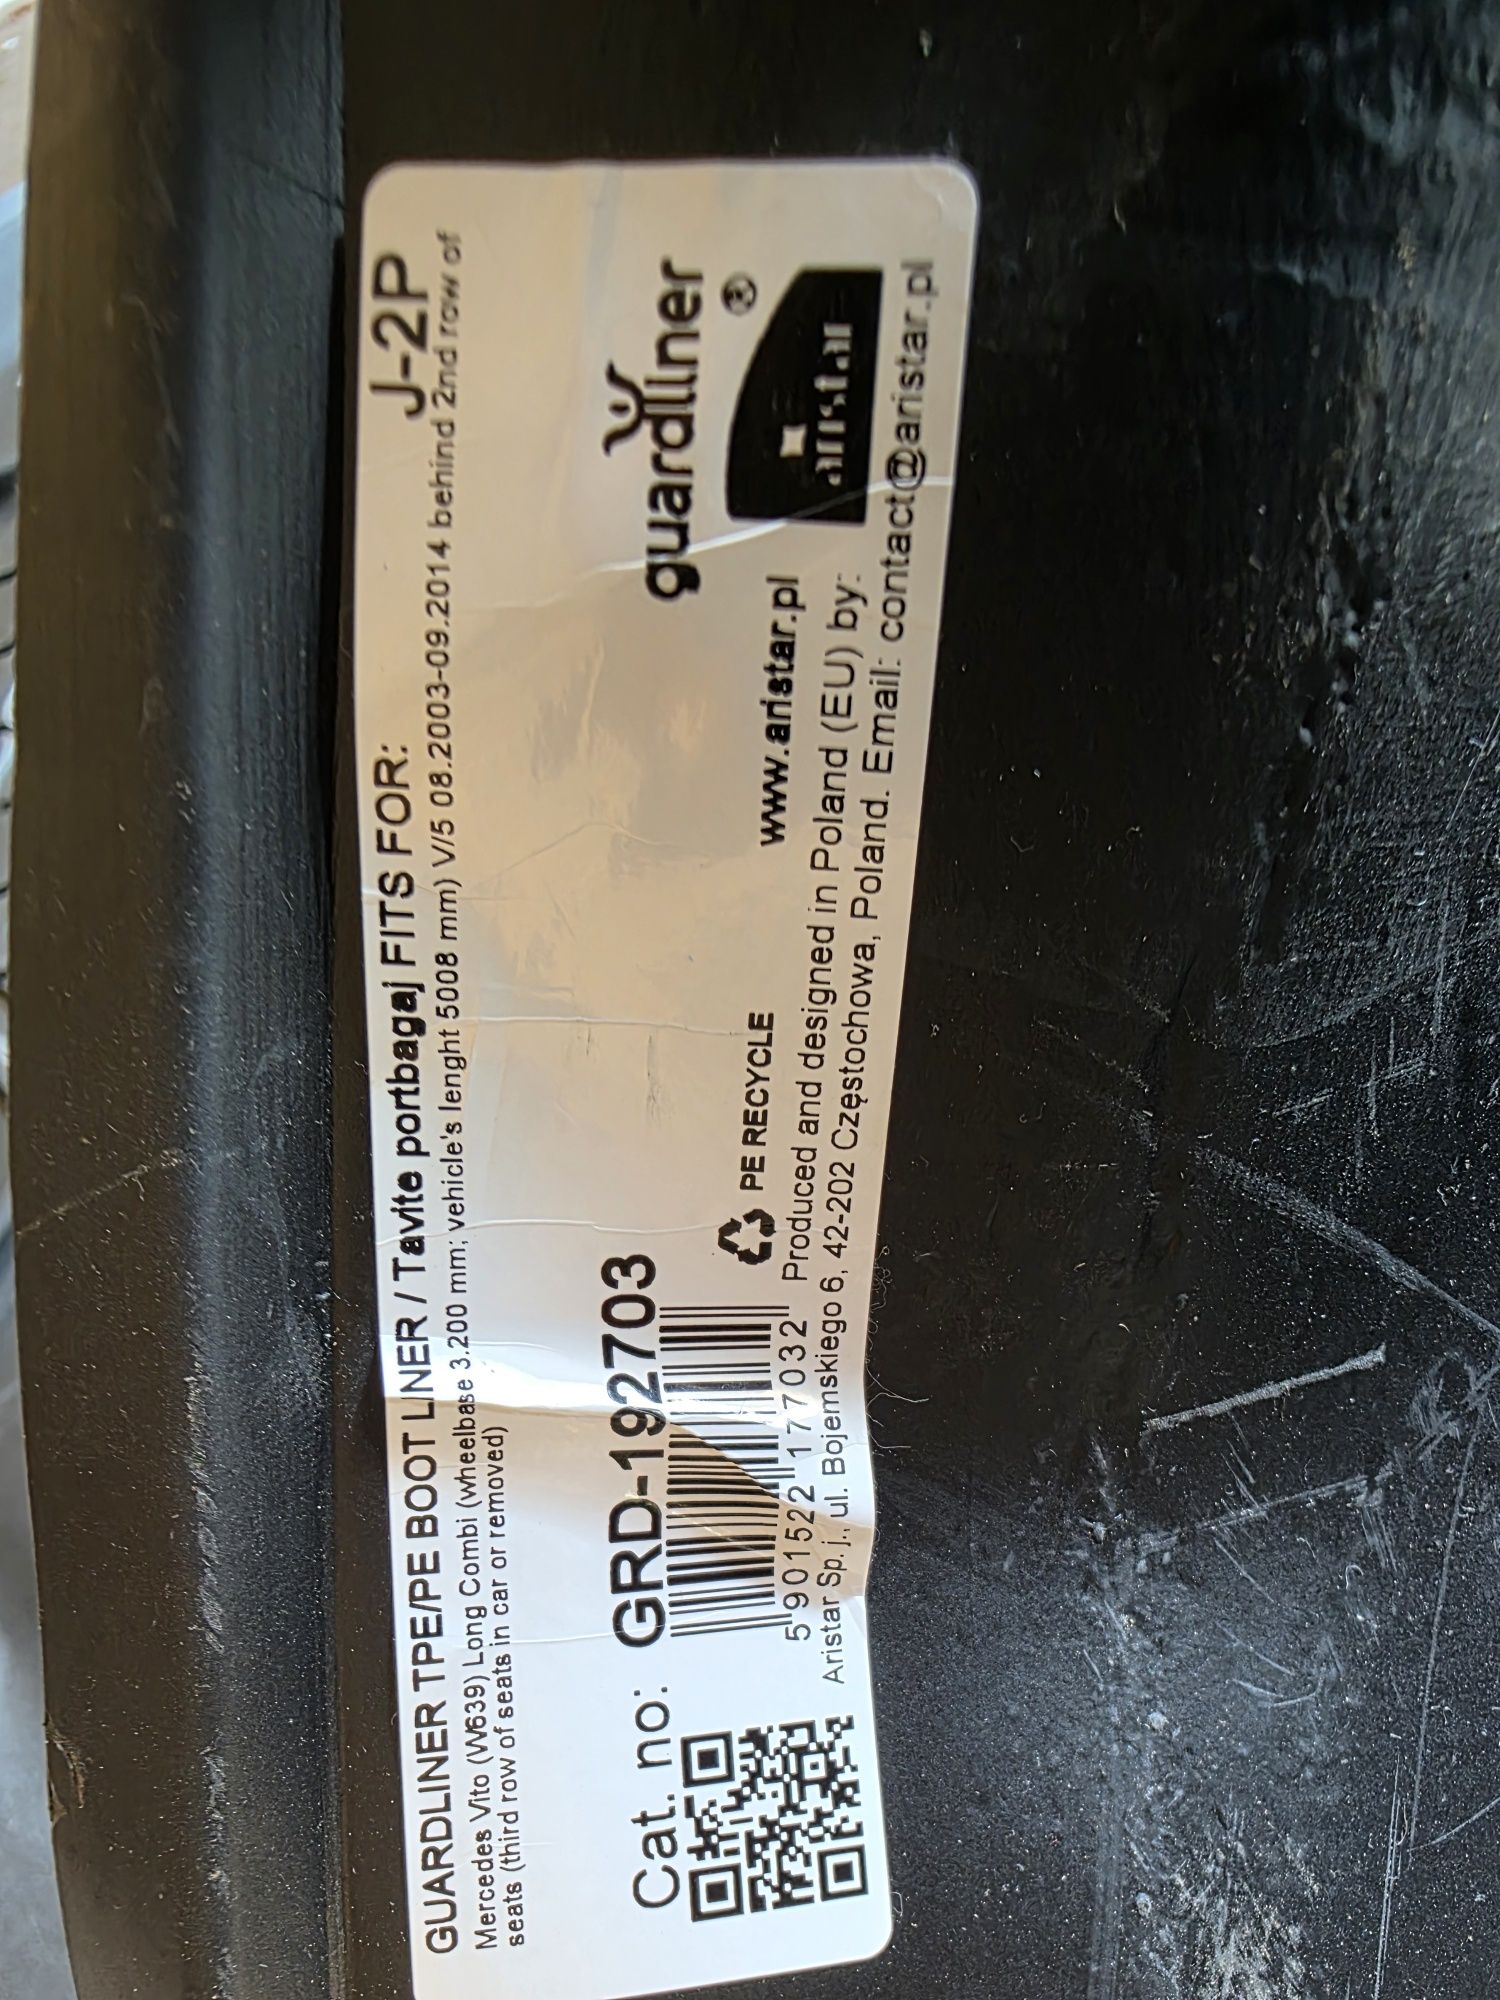 GUARDLINER TPE/PE BOOT LINER / Tavite portbagaj FITS FOR:
J-2P
Mercedes Vito (W639) Long Combi (wheelbase 3,200 mm; vehicle's lenght 5008 mm) V/5 08.2003-09.2014 behind 2nd row of
seats (third row of seats in car or removed)
Cat. no: GRD-192703
guardliner
®
aristar
PE RECYCLE
www.aristar.pl
5 901522 177032
Produced and designed in Poland (EU) by:
Aristar Sp. j., ul. Bojemskiego 6, 42-202 Częstochowa, Poland. Email: contact@aristar.pl